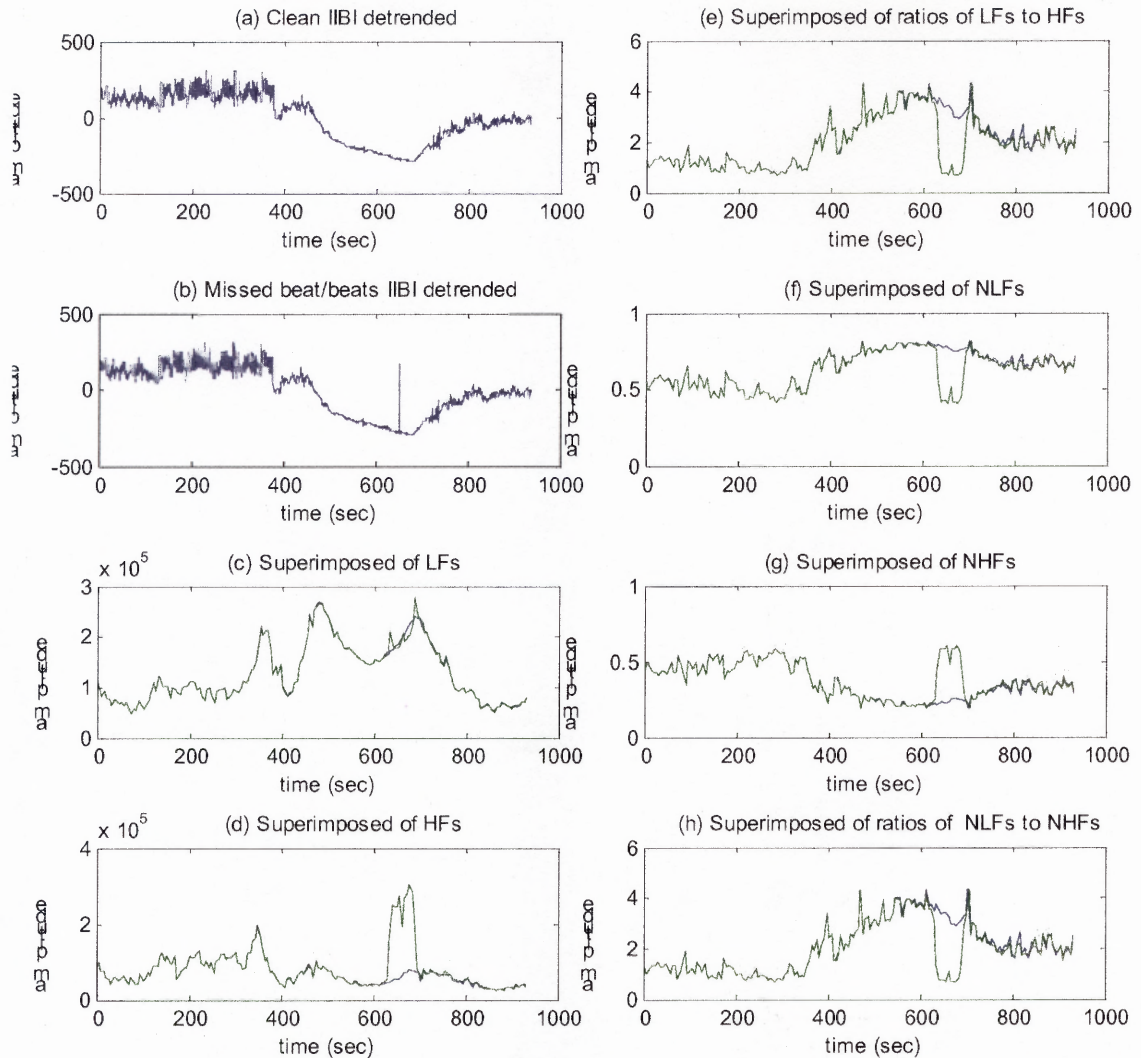 (a) Clean IIBI detrended
500
0
-500
0 200 400 600 800 1000
time (sec)
(b) Missed beat/beats IIBI detrended
500
0
-500
0 200 400 600 800 1000
time (sec)
(c) Superimposed of LFs
x 10^5
3
2
1
0
0 200 400 600 800 1000
time (sec)
(d) Superimposed of HFs
x 10^5
4
2
0
0 200 400 600 800 1000
time (sec)
(e) Superimposed of ratios of LFs to HFs
6
4
2
0
0 200 400 600 800 1000
time (sec)
(f) Superimposed of NLFs
1
0.5
0
0 200 400 600 800 1000
time (sec)
(g) Superimposed of NHFs
1
0.5
0
0 200 400 600 800 1000
time (sec)
(h) Superimposed of ratios of NLFs to NHFs
6
4
2
0
0 200 400 600 800 1000
time (sec)